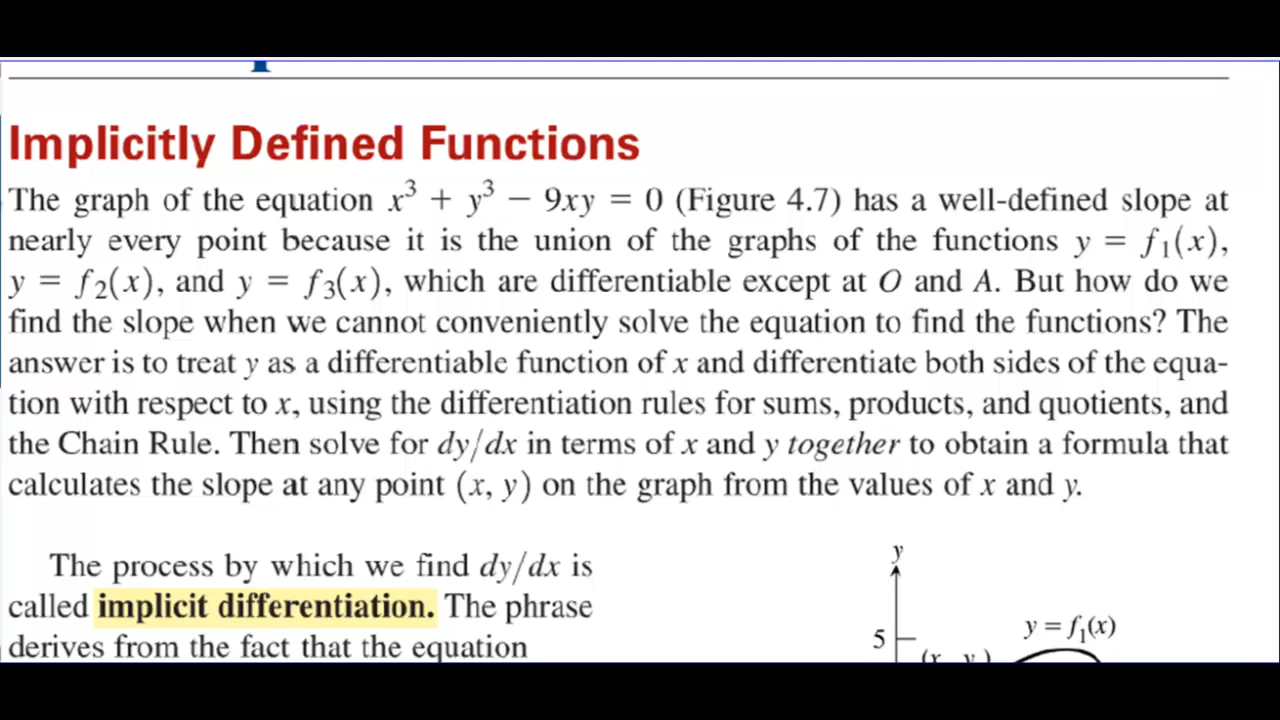 Implicitly Defined Functions
The graph of the equation x³ + y³ − 9xy = 0 (Figure 4.7) has a well-defined slope at
nearly every point because it is the union of the graphs of the functions y = f₁(x),
y = f₂(x), and y = f₃(x), which are differentiable except at O and A. But how do we
find the slope when we cannot conveniently solve the equation to find the functions? The
answer is to treat y as a differentiable function of x and differentiate both sides of the equa-
tion with respect to x, using the differentiation rules for sums, products, and quotients, and
the Chain Rule. Then solve for dy/dx in terms of x and y together to obtain a formula that
calculates the slope at any point (x, y) on the graph from the values of x and y.
The process by which we find dy/dx is
called implicit differentiation. The phrase
derives from the fact that the equation
y
5
y = f₁(x)